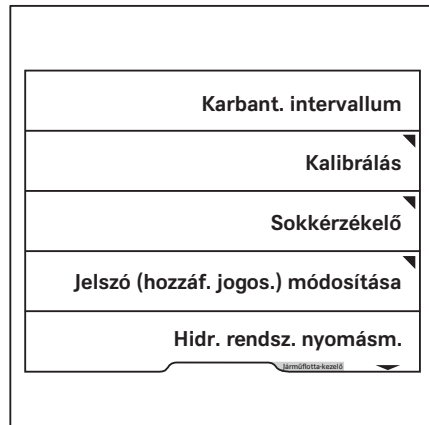 Karbant. intervallum
Kalibrálás
Sokkérzékelő
Jelszó (hozzáf. jogos.) módosítása
Hidr. rendsz. nyomásm.
Járműflotta-kezelő